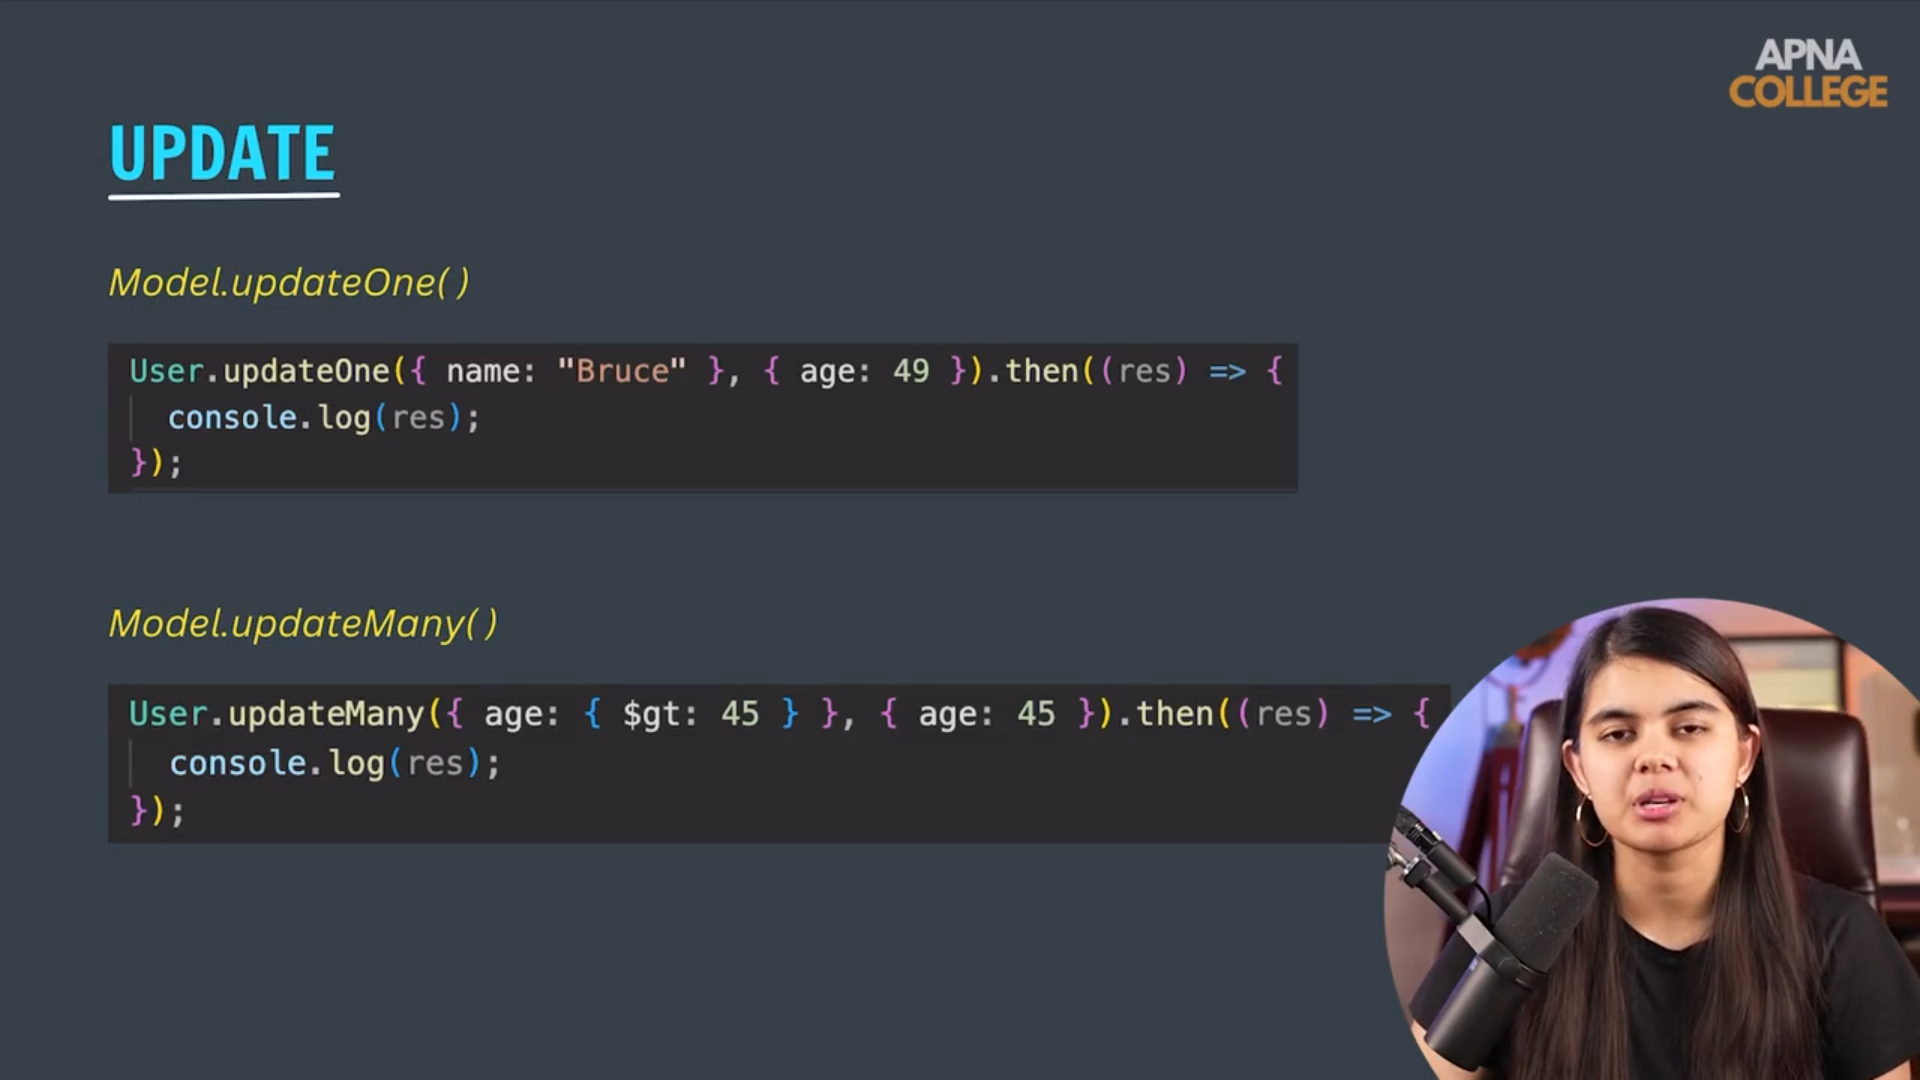 APNA
COLLEGE
UPDATE
Model.updateOne( )
User.updateOne({ name: "Bruce" }, { age: 49 }).then((res) => {
console.log(res);
});
Model.updateMany( )
User.updateMany({ age: { $gt: 45 } }, { age: 45 }).then((res) => {
console.log(res);
});